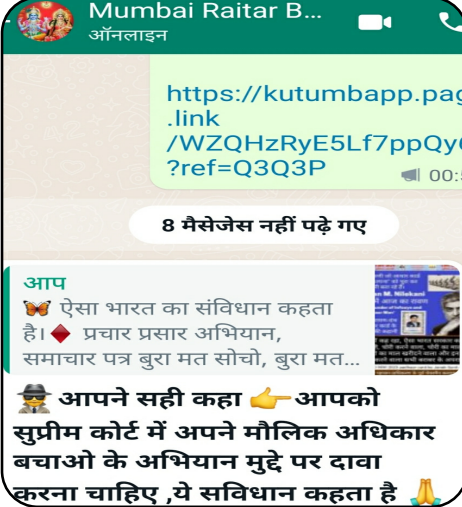 Mumbai Raitar B...
ऑनलाइन
https://kutumbapp.pag
.link
/WZQHzRyE5Lf7ppQy
?ref=Q3Q3P
00:
8 मैसेजेस नहीं पढ़े गए
आप
🦋 ऐसा भारत का संविधान कहता
है।♦️ प्रचार प्रसार अभियान,
समाचार पत्र बुरा मत सोचो, बुरा मत...
🕵️ आपने सही कहा 👉आपको
सुप्रीम कोर्ट में अपने मौलिक अधिकार
बचाओ के अभियान मुद्दे पर दावा
करना चाहिए ,ये सविधान कहता है 🙏